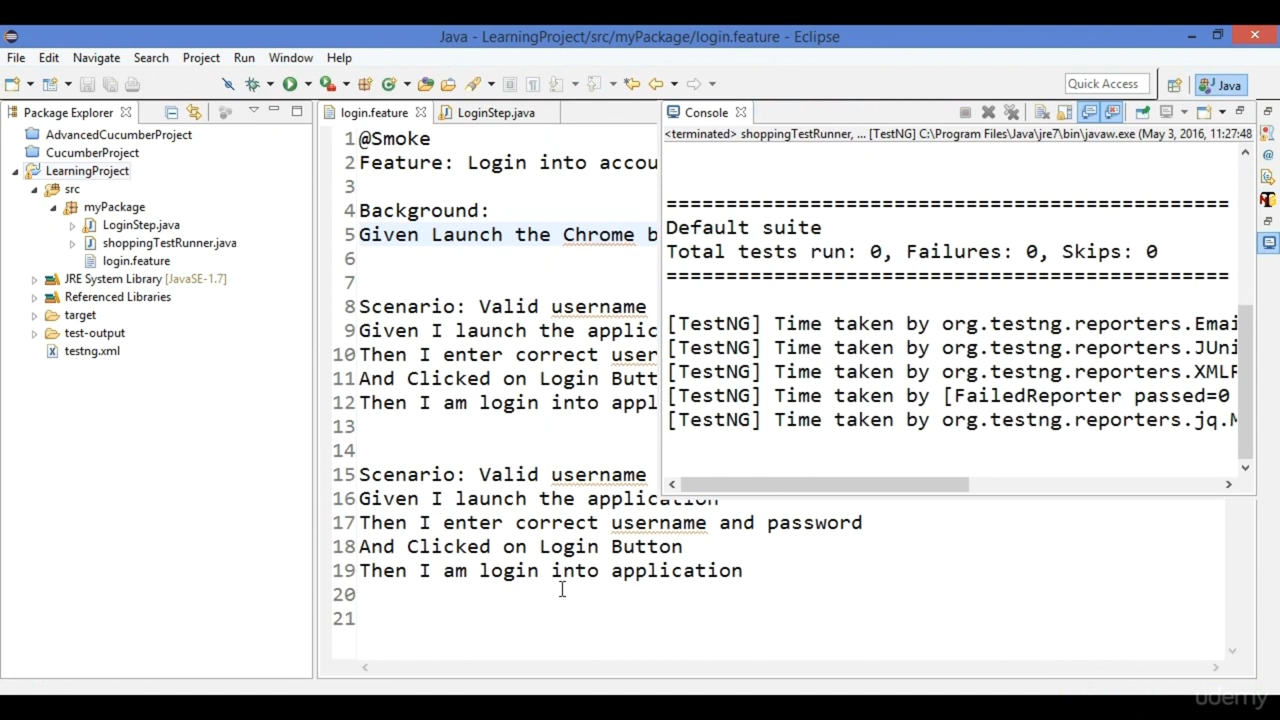 Java - LearningProject/src/myPackage/login.feature - Eclipse
File Edit Navigate Search Project Run Window Help
Quick Access
Java
Package Explorer
AdvancedCucumberProject
CucumberProject
LearningProject
src
myPackage
LoginStep.java
shoppingTestRunner.java
login.feature
JRE System Library [JavaSE-1.7]
Referenced Libraries
target
test-output
testng.xml
login.feature LoginStep.java
1 @Smoke
2 Feature: Login into accou
3
4 Background:
5 Given Launch the Chrome b
6
7
8 Scenario: Valid username
9 Given I launch the applic
10 Then I enter correct user
11 And Clicked on Login Butt
12 Then I am login into appl
13
14
15 Scenario: Valid username
16 Given I launch the application
17 Then I enter correct username and password
18 And Clicked on Login Button
19 Then I am login into application
20
21
Console
<terminated> shoppingTestRunner, ... [TestNG] C:\Program Files\Java\jre7\bin\javaw.exe (May 3, 2016, 11:27:48
===============================================
Default suite
Total tests run: 0, Failures: 0, Skips: 0
===============================================
[TestNG] Time taken by org.testng.reporters.Emai
[TestNG] Time taken by org.testng.reporters.JUni
[TestNG] Time taken by org.testng.reporters.XMLR
[TestNG] Time taken by [FailedReporter passed=0
[TestNG] Time taken by org.testng.reporters.jq.M
udemy